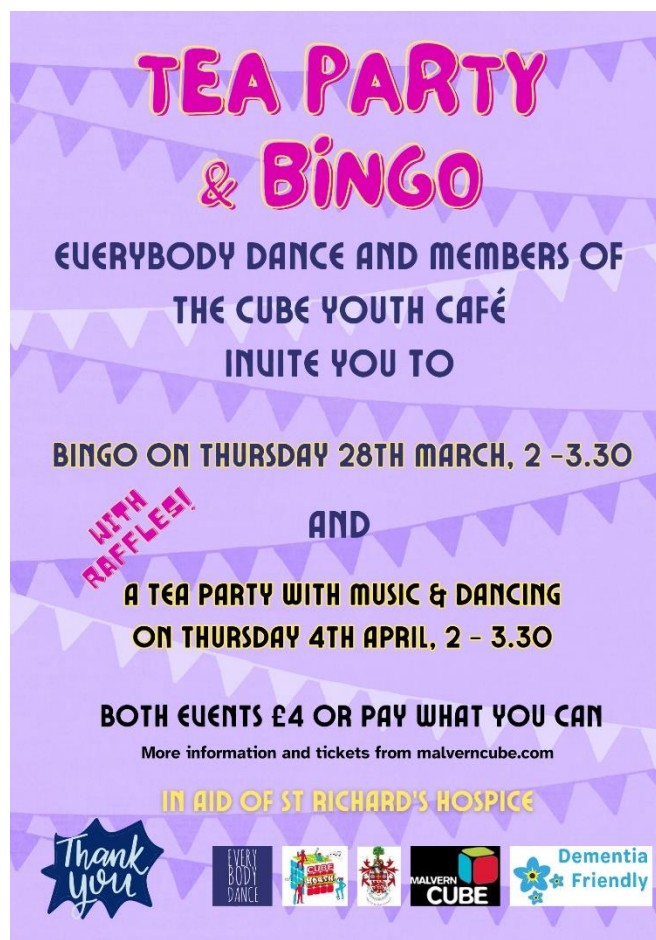 TEA PARTY
& BINGO
EVERYBODY DANCE AND MEMBERS OF
THE CUBE YOUTH CAFÉ
INVITE YOU TO
BINGO ON THURSDAY 28TH MARCH, 2 -3.30
WITH
RAFFLES!
AND
A TEA PARTY WITH MUSIC & DANCING
ON THURSDAY 4TH APRIL, 2 - 3.30
BOTH EVENTS £4 OR PAY WHAT YOU CAN
More information and tickets from malverncube.com
IN AID OF ST RICHARD'S HOSPICE
Thank
you
EVERY
BODY
DANCE
CUBE
YOUTH
MALVERN
CUBE
Dementia
Friendly